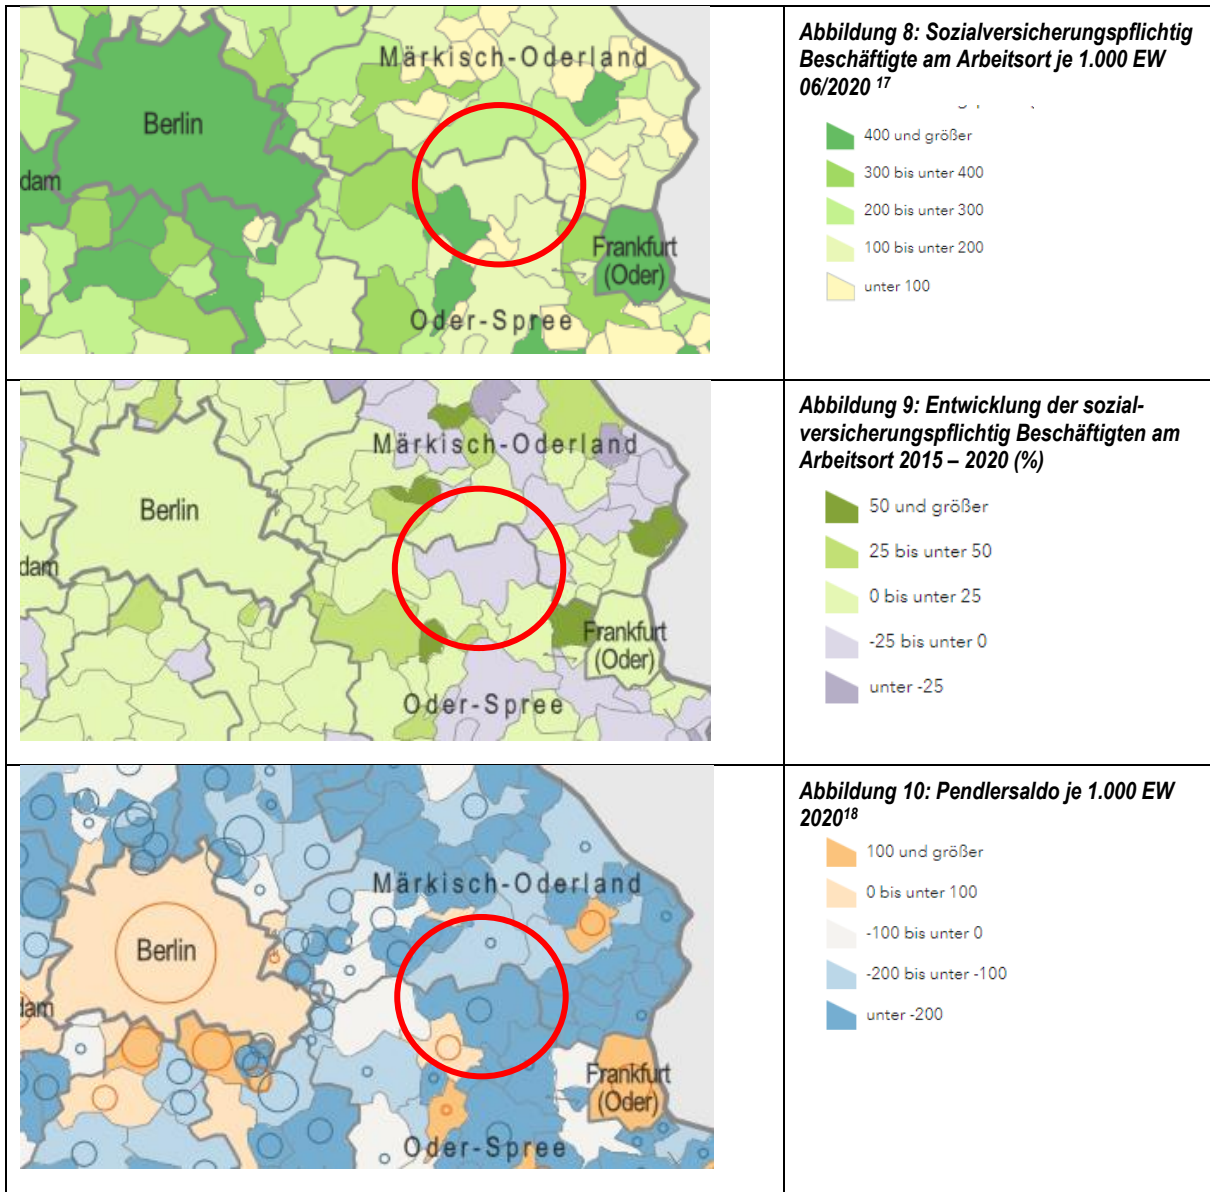 Märkisch-Oderland
Berlin
dam
Frankfurt
(Oder)
Oder-Spree
Abbildung 8: Sozialversicherungspflichtig
Beschäftigte am Arbeitsort je 1.000 EW
06/2020 17
400 und größer
300 bis unter 400
200 bis unter 300
100 bis unter 200
unter 100
Märkisch-Oderland
Berlin
dam
Frankfurt
(Oder)
Oder-Spree
Abbildung 9: Entwicklung der sozial-
versicherungspflichtig Beschäftigten am
Arbeitsort 2015 – 2020 (%)
50 und größer
25 bis unter 50
0 bis unter 25
-25 bis unter 0
unter -25
Märkisch-Oderland
Berlin
dam
Frankfurt
(Oder)
Oder-Spree
Abbildung 10: Pendlersaldo je 1.000 EW
202018
100 und größer
0 bis unter 100
-100 bis unter 0
-200 bis unter -100
unter -200